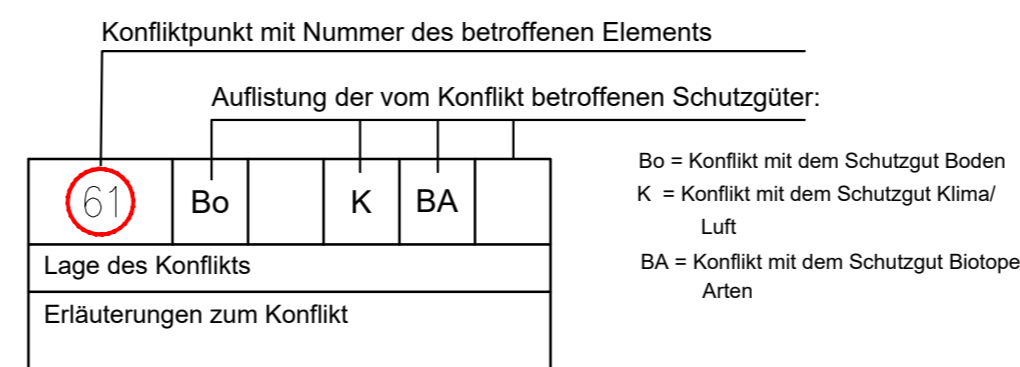 Konfliktpunkt mit Nummer des betroffenen Elements
Auflistung der vom Konflikt betroffenen Schutzgüter:
61 Bo K BA
Lage des Konflikts
Erläuterungen zum Konflikt
Bo = Konflikt mit dem Schutzgut Boden
K = Konflikt mit dem Schutzgut Klima/
Luft
BA = Konflikt mit dem Schutzgut Biotope
Arten